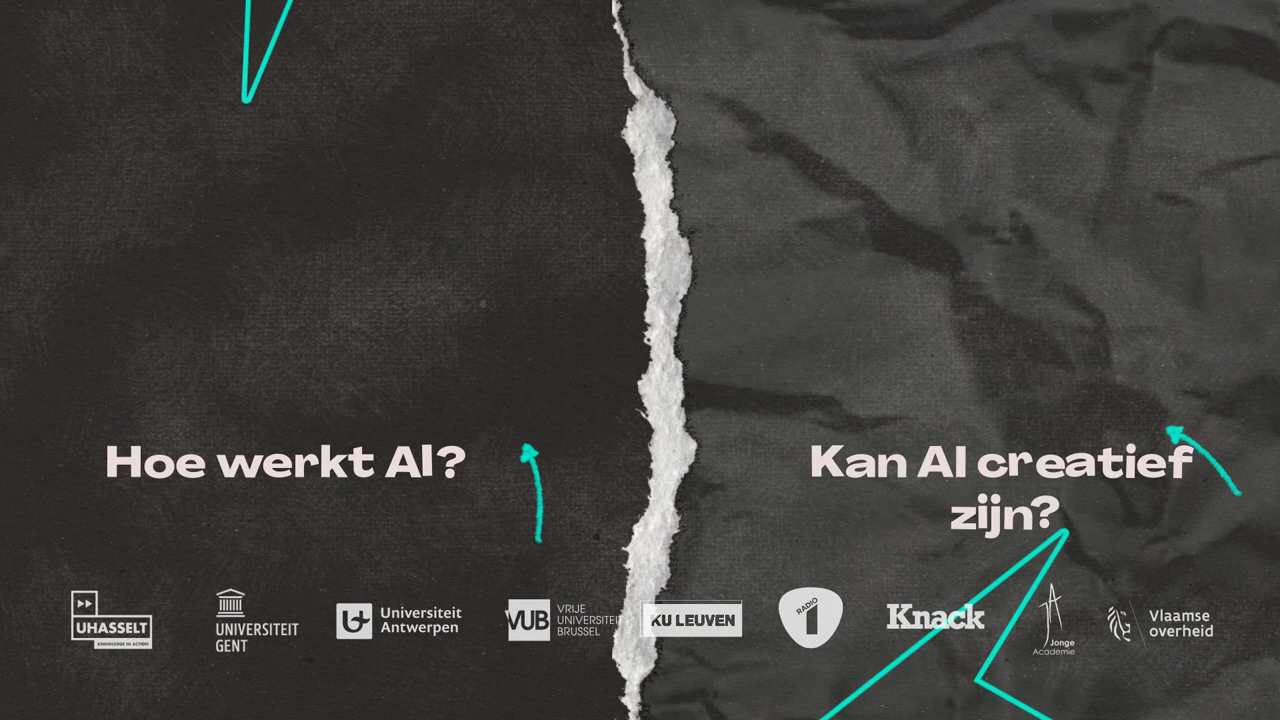 Hoe werkt AI?
Kan AI creatief
zijn?
UHASSELT
KNOWLEDGE IN ACTION
UNIVERSITEIT
GENT
Universiteit
Antwerpen
VUB
VRIJE
UNIVERSITEIT
BRUSSEL
KU LEUVEN
RADIO
1
Knack
Jonge
Academie
Vlaamse
overheid